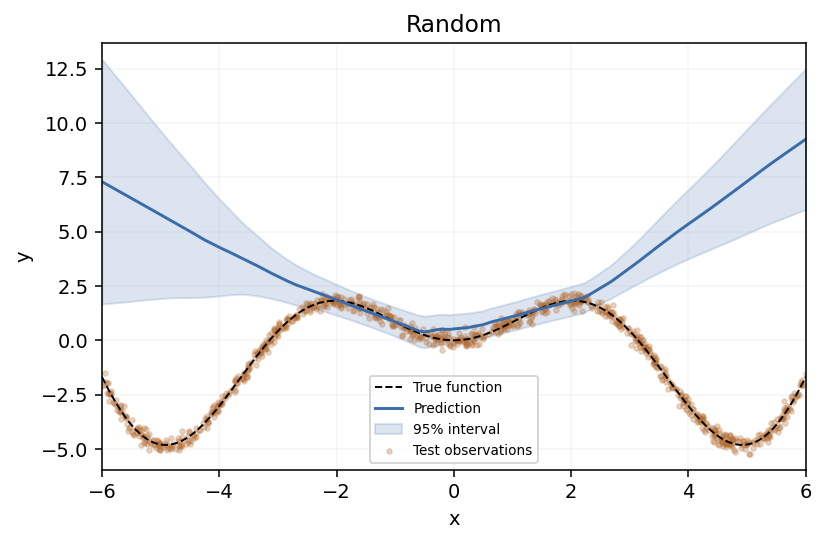 Random
12.5
10.0
7.5
5.0
2.5
0.0
−2.5
−5.0
y
True function
Prediction
95% interval
Test observations
−6 −4 −2 0 2 4 6
x